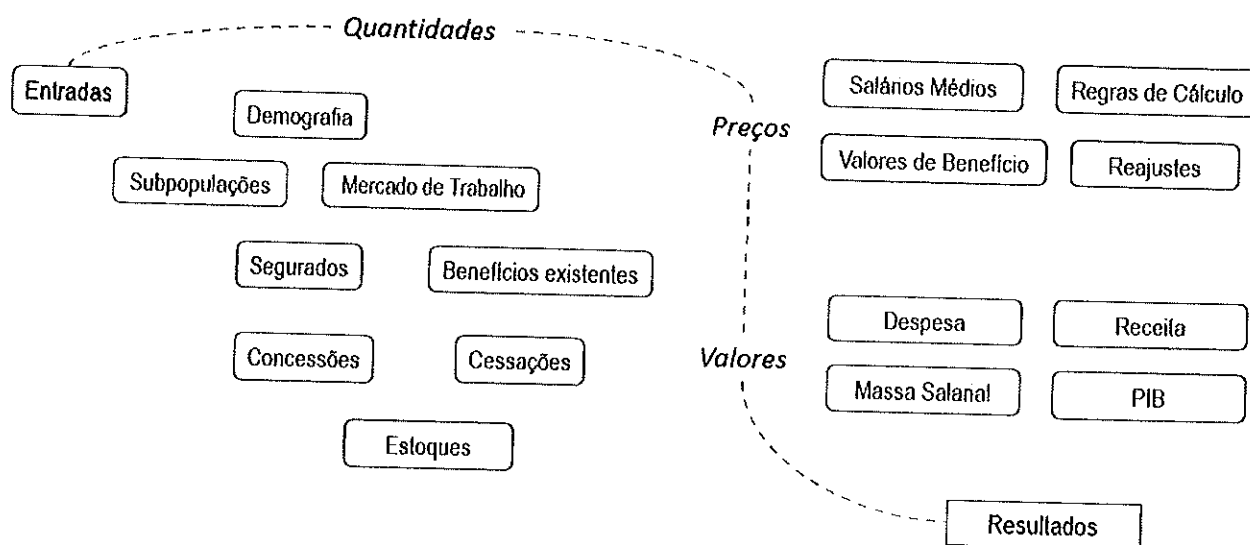 Quantidades
Entradas
Demografia
Subpopulações
Mercado de Trabalho
Segurados
Benefícios existentes
Concessões
Cessações
Estoques
Preços
Salários Médios
Regras de Cálculo
Valores de Benefício
Reajustes
Valores
Despesa
Receita
Massa Salarial
PIB
Resultados